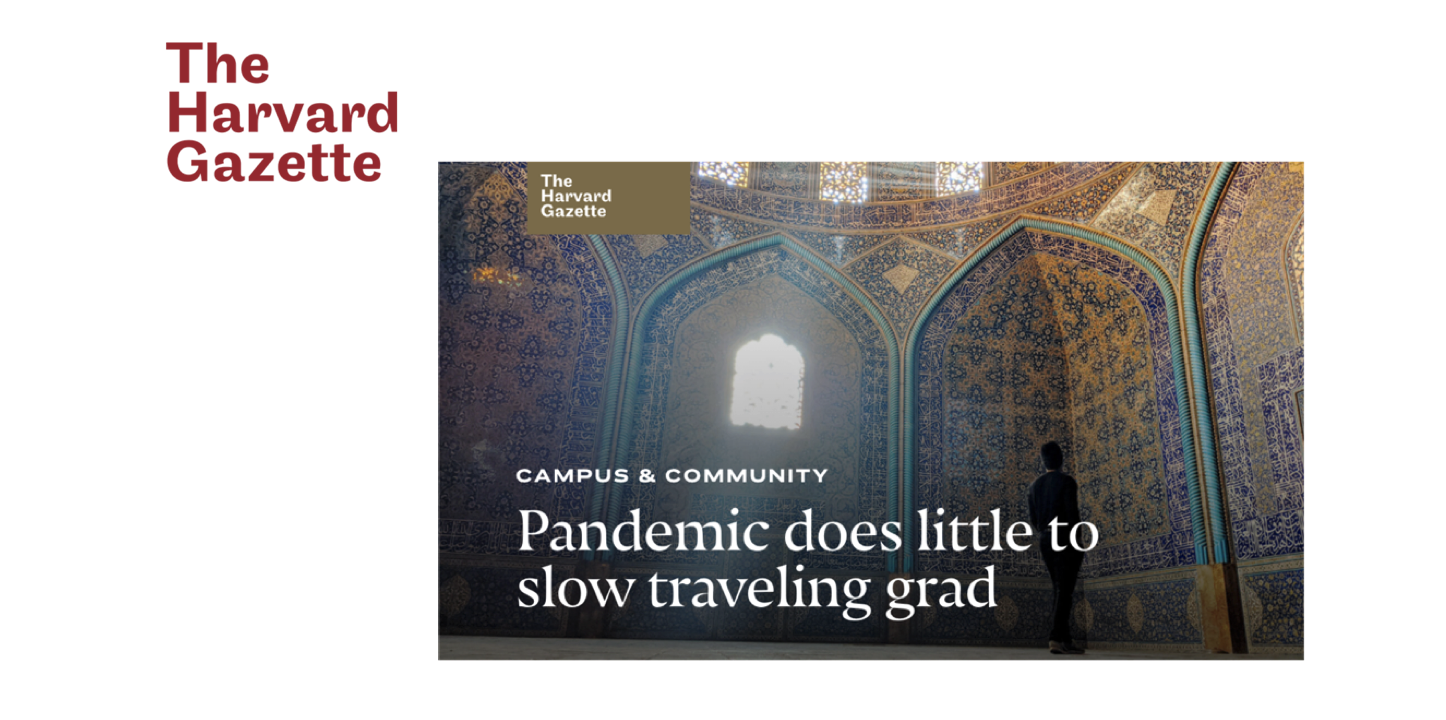 The
Harvard
Gazette
The
Harvard
Gazette
CAMPUS & COMMUNITY
Pandemic does little to
slow traveling grad